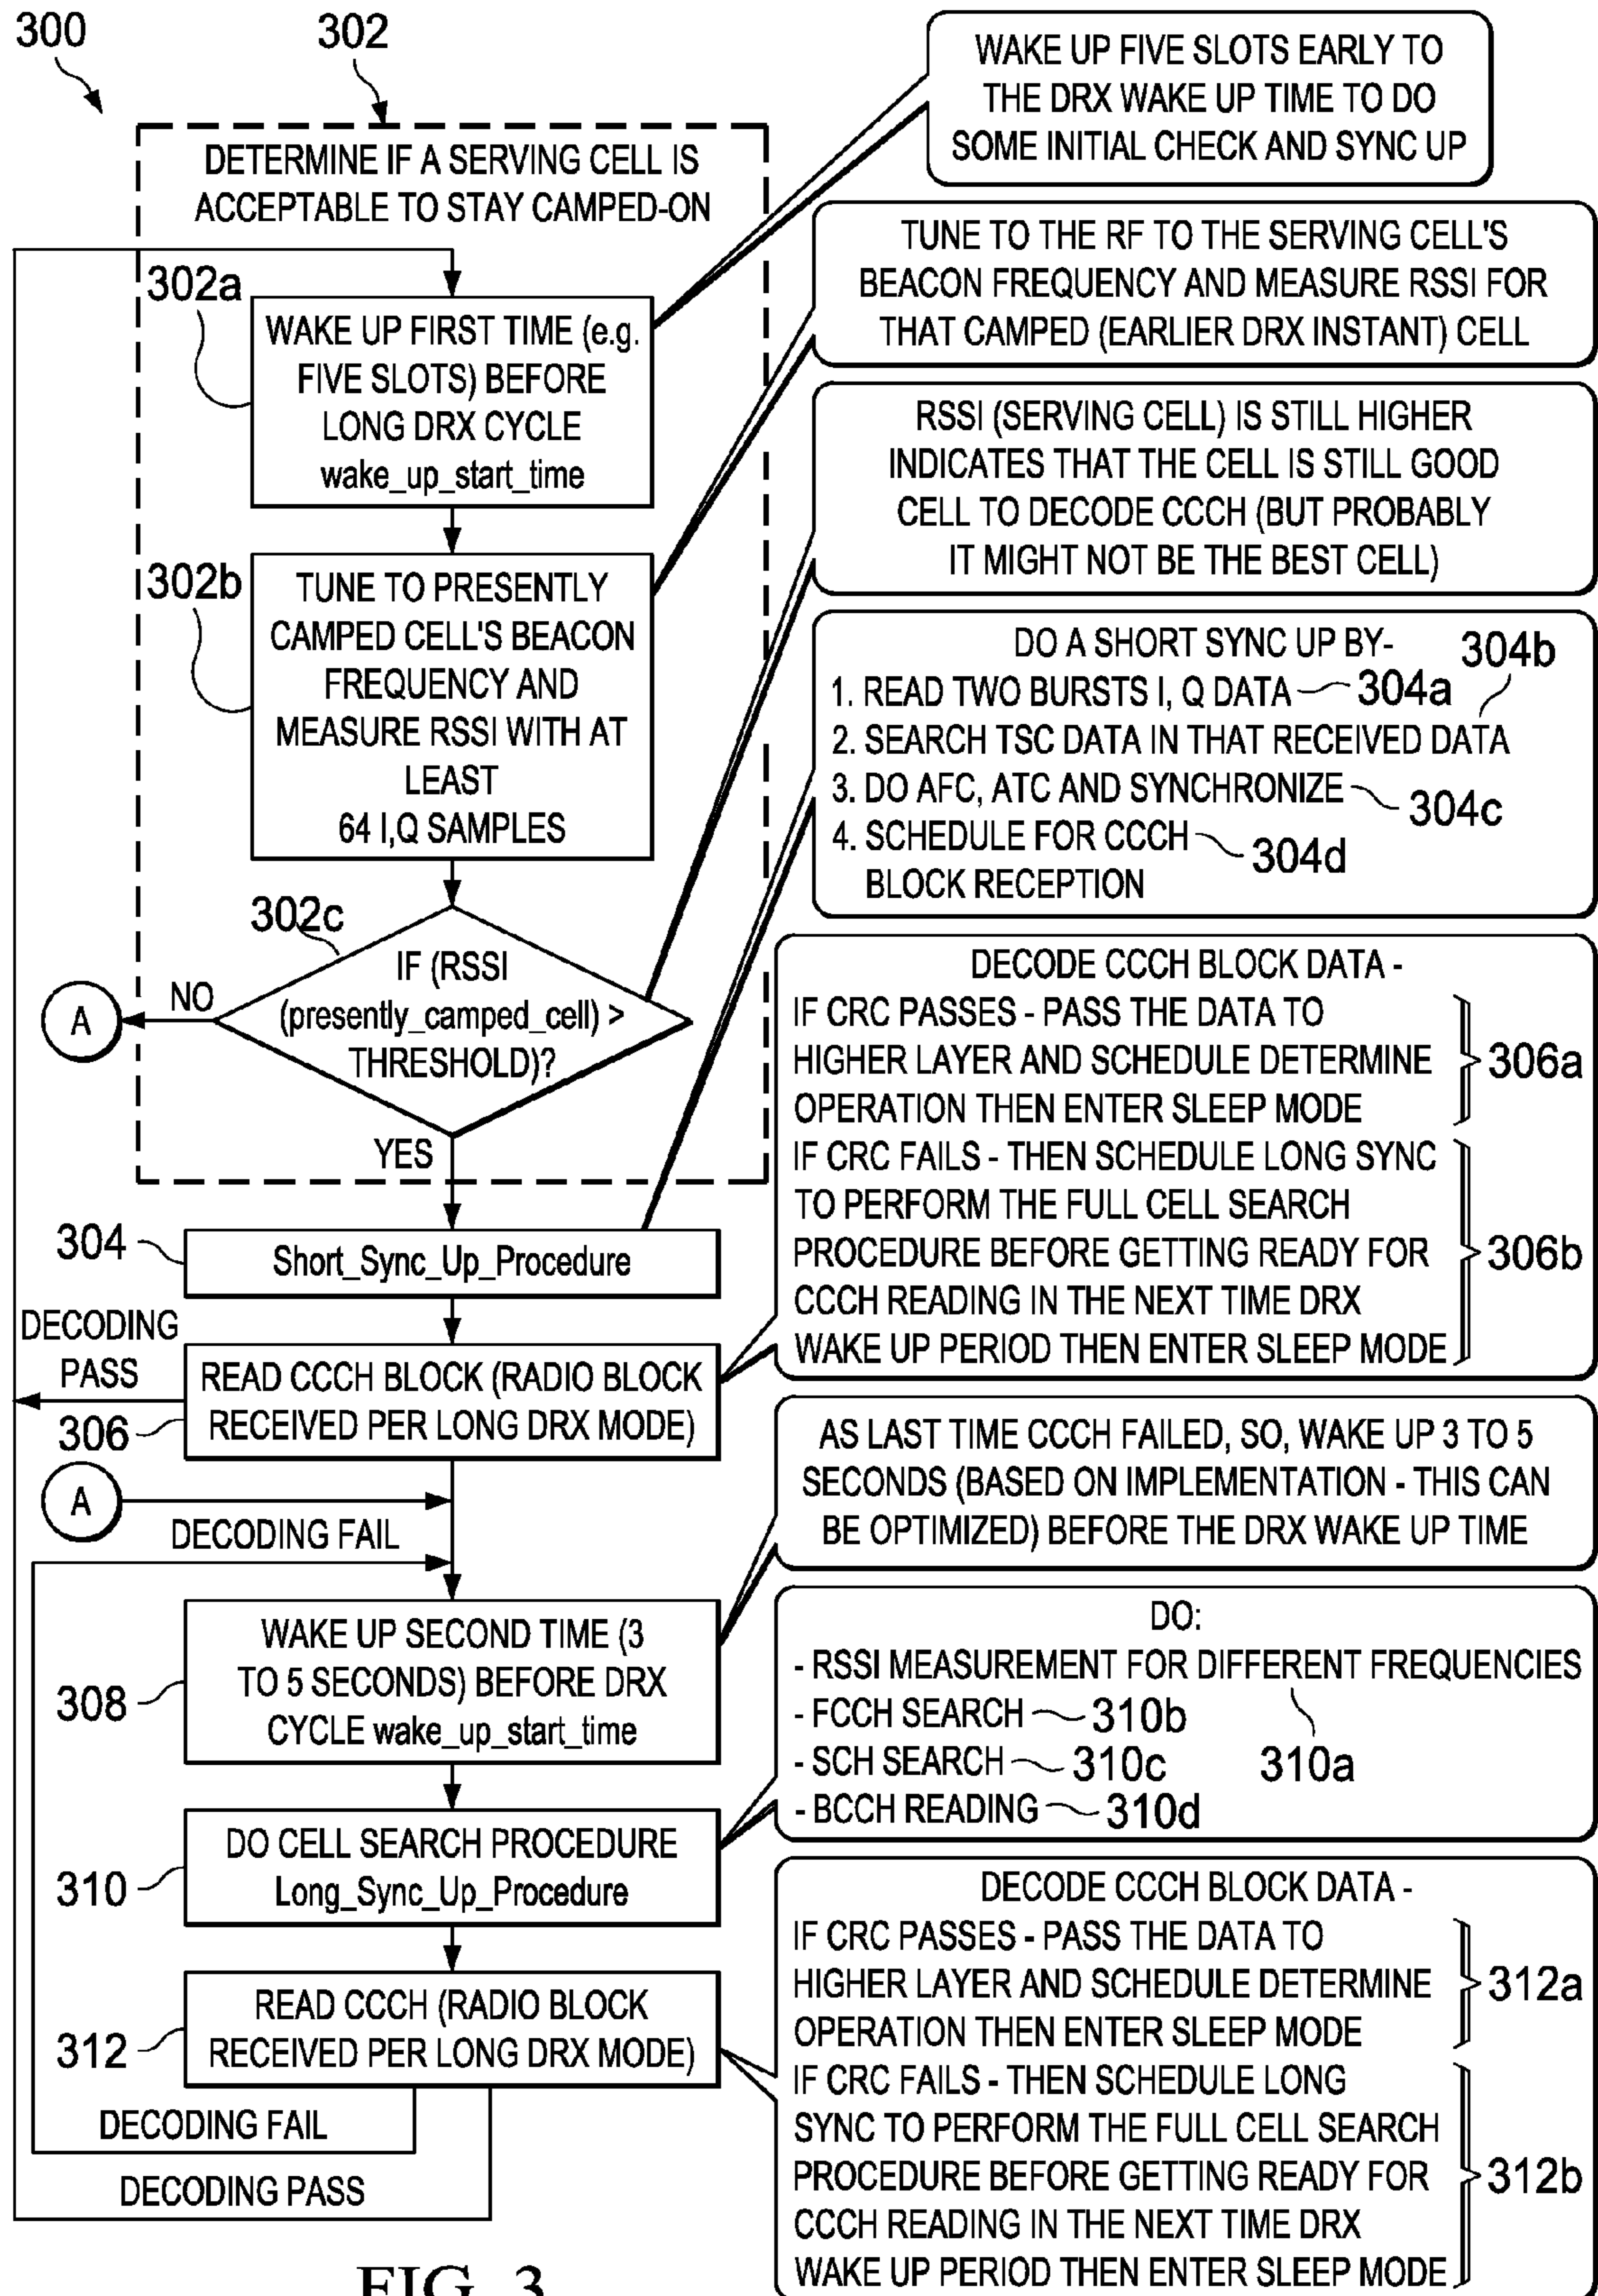 300
302
DETERMINE IF A SERVING CELL IS
ACCEPTABLE TO STAY CAMPED-ON
302a
WAKE UP FIRST TIME (e.g.
FIVE SLOTS) BEFORE
LONG DRX CYCLE
wake_up_start_time
WAKE UP FIVE SLOTS EARLY TO
THE DRX WAKE UP TIME TO DO
SOME INITIAL CHECK AND SYNC UP
302b
TUNE TO PRESENTLY
CAMPED CELL'S BEACON
FREQUENCY AND
MEASURE RSSI WITH AT
LEAST
64 I,Q SAMPLES
TUNE TO THE RF TO THE SERVING CELL'S
BEACON FREQUENCY AND MEASURE RSSI FOR
THAT CAMPED (EARLIER DRX INSTANT) CELL
302c
IF (RSSI
(presently_camped_cell) >
THRESHOLD)?
NO
A
YES
RSSI (SERVING CELL) IS STILL HIGHER
INDICATES THAT THE CELL IS STILL GOOD
CELL TO DECODE CCCH (BUT PROBABLY
IT MIGHT NOT BE THE BEST CELL)
304
Short_Sync_Up_Procedure
DO A SHORT SYNC UP BY-
304b
1. READ TWO BURSTS I, Q DATA 304a
2. SEARCH TSC DATA IN THAT RECEIVED DATA
3. DO AFC, ATC AND SYNCHRONIZE 304c
4. SCHEDULE FOR CCCH 304d
BLOCK RECEPTION
DECODING
PASS
306
READ CCCH BLOCK (RADIO BLOCK
RECEIVED PER LONG DRX MODE)
DECODE CCCH BLOCK DATA -
IF CRC PASSES - PASS THE DATA TO
HIGHER LAYER AND SCHEDULE DETERMINE 306a
OPERATION THEN ENTER SLEEP MODE
IF CRC FAILS - THEN SCHEDULE LONG SYNC
TO PERFORM THE FULL CELL SEARCH
PROCEDURE BEFORE GETTING READY FOR 306b
CCCH READING IN THE NEXT TIME DRX
WAKE UP PERIOD THEN ENTER SLEEP MODE
A
DECODING FAIL
308
WAKE UP SECOND TIME (3
TO 5 SECONDS) BEFORE DRX
CYCLE wake_up_start_time
AS LAST TIME CCCH FAILED, SO, WAKE UP 3 TO 5
SECONDS (BASED ON IMPLEMENTATION - THIS CAN
BE OPTIMIZED) BEFORE THE DRX WAKE UP TIME
310
DO CELL SEARCH PROCEDURE
Long_Sync_Up_Procedure
DO:
- RSSI MEASUREMENT FOR DIFFERENT FREQUENCIES
- FCCH SEARCH 310b
- SCH SEARCH 310c 310a
- BCCH READING 310d
312
READ CCCH (RADIO BLOCK
RECEIVED PER LONG DRX MODE)
DECODING FAIL
DECODING PASS
DECODE CCCH BLOCK DATA -
IF CRC PASSES - PASS THE DATA TO
HIGHER LAYER AND SCHEDULE DETERMINE 312a
OPERATION THEN ENTER SLEEP MODE
IF CRC FAILS - THEN SCHEDULE LONG
SYNC TO PERFORM THE FULL CELL SEARCH
PROCEDURE BEFORE GETTING READY FOR 312b
CCCH READING IN THE NEXT TIME DRX
WAKE UP PERIOD THEN ENTER SLEEP MODE
FIG. 3